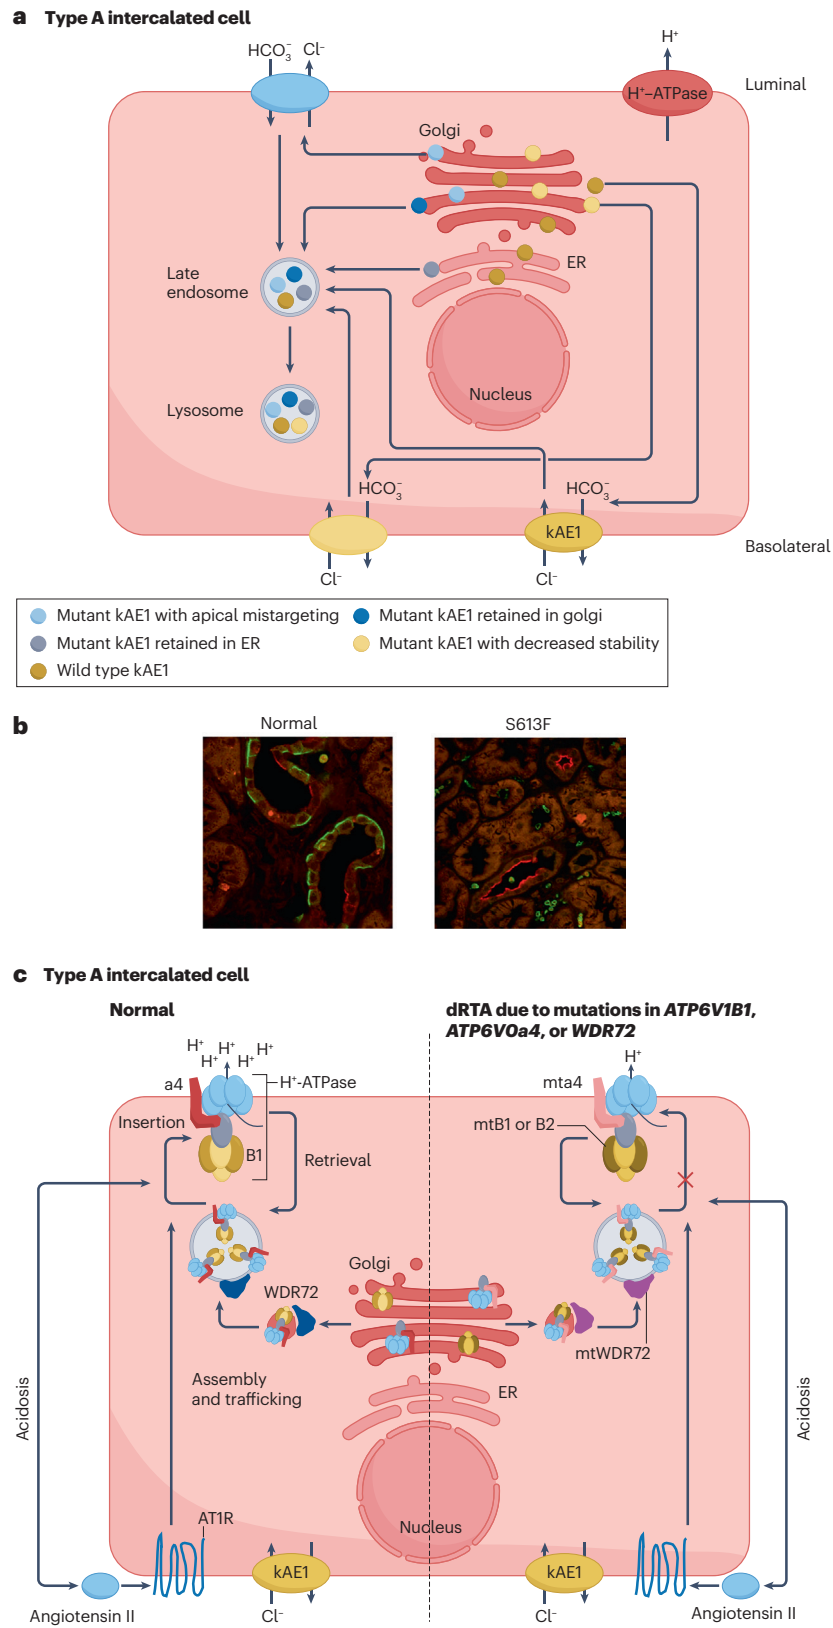 a Type A intercalated cell
HCO₃⁻ Cl⁻
H⁺
Luminal
H⁺–ATPase
Golgi
ER
Late
endosome
Nucleus
Lysosome
HCO₃⁻
HCO₃⁻
kAE1
Basolateral
Cl⁻
Cl⁻
Mutant kAE1 with apical mistargeting
Mutant kAE1 retained in golgi
Mutant kAE1 retained in ER
Mutant kAE1 with decreased stability
Wild type kAE1
b
Normal
S613F
c Type A intercalated cell
Normal
dRTA due to mutations in ATP6V1B1,
ATP6V0a4, or WDR72
H⁺ H⁺ H⁺
H⁺ H⁺
H⁺
a4
H⁺-ATPase
mta4
Insertion
mtB1 or B2
B1
Retrieval
Golgi
WDR72
mtWDR72
Assembly
and trafficking
ER
Acidosis
Acidosis
AT1R
Nucleus
kAE1
kAE1
Angiotensin II
Cl⁻
Cl⁻
Angiotensin II